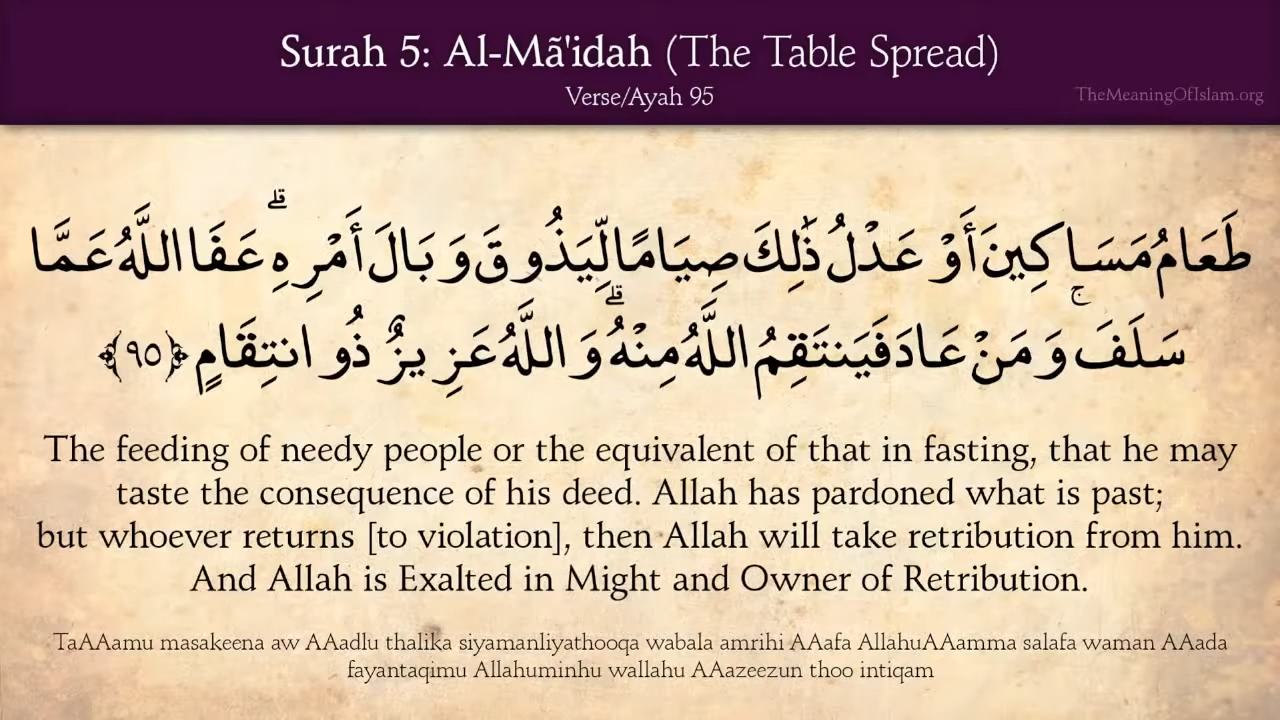 Surah 5: Al-Mã'idah (The Table Spread)
Verse/Ayah 95
TheMeaningOfIslam.org
طَعَامُ مَسَاكِينَ أَوْ عَدْلُ ذَٰلِكَ صِيَامًا لِّيَذُوقَ وَبَالَ أَمْرِهِ ۗ عَفَا اللَّهُ عَمَّا
سَلَفَ ۚ وَمَنْ عَادَ فَيَنتَقِمُ اللَّهُ مِنْهُ ۗ وَاللَّهُ عَزِيزٌ ذُو انتِقَامٍ ﴿٩٥﴾
The feeding of needy people or the equivalent of that in fasting, that he may
taste the consequence of his deed. Allah has pardoned what is past;
but whoever returns [to violation], then Allah will take retribution from him.
And Allah is Exalted in Might and Owner of Retribution.
TaAAamu masakeena aw AAadlu thalika siyamanliyathooqa wabala amrihi AAafa AllahuAAamma salafa waman AAada
fayantaqimu Allahuminhu wallahu AAazeezun thoo intiqam